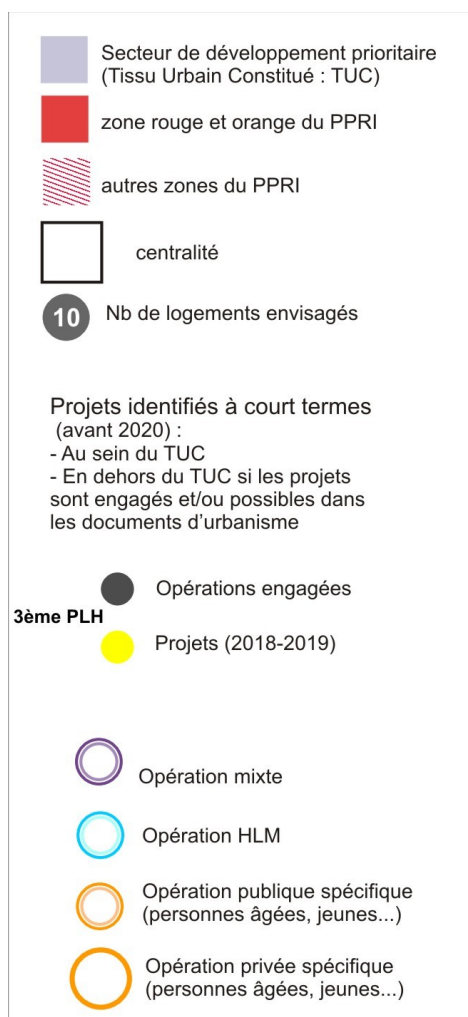 Secteur de développement prioritaire
(Tissu Urbain Constitué : TUC)
zone rouge et orange du PPRI
autres zones du PPRI
centralité
10
Nb de logements envisagés
Projets identifiés à court termes
(avant 2020) :
- Au sein du TUC
- En dehors du TUC si les projets
sont engagés et/ou possibles dans
les documents d'urbanisme
Opérations engagées
3ème PLH
Projets (2018-2019)
Opération mixte
Opération HLM
Opération publique spécifique
(personnes âgées, jeunes...)
Opération privée spécifique
(personnes âgées, jeunes...)